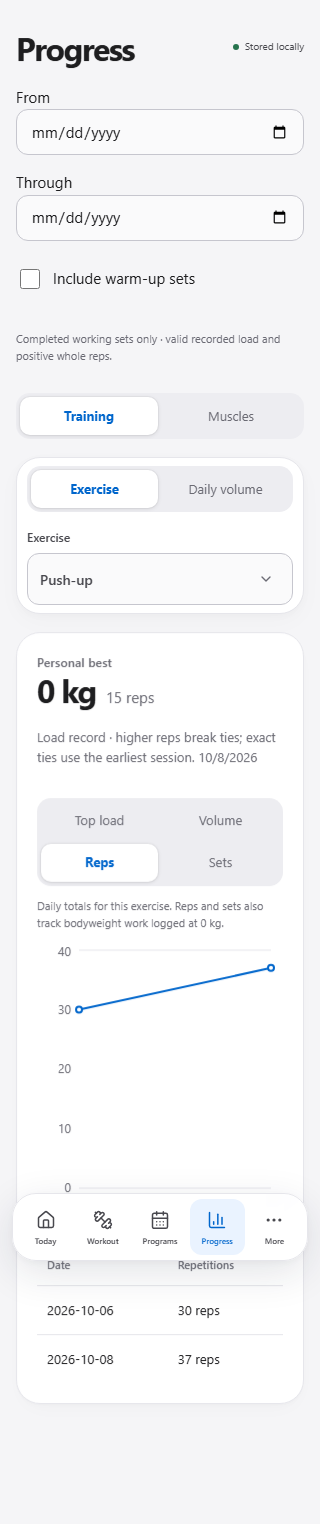 Progress
Stored locally
From
mm/dd/yyyy
Through
mm/dd/yyyy
Include warm-up sets
Completed working sets only · valid recorded load and
positive whole reps.
Training
Muscles
Exercise
Daily volume
Exercise
Push-up
Personal best
0 kg 15 reps
Load record · higher reps break ties; exact
ties use the earliest session. 10/8/2026
Top load
Volume
Reps
Sets
Daily totals for this exercise. Reps and sets also
track bodyweight work logged at 0 kg.
40
30
20
10
0
Today
Workout
Programs
Progress
More
Date
Repetitions
2026-10-06
30 reps
2026-10-08
37 reps